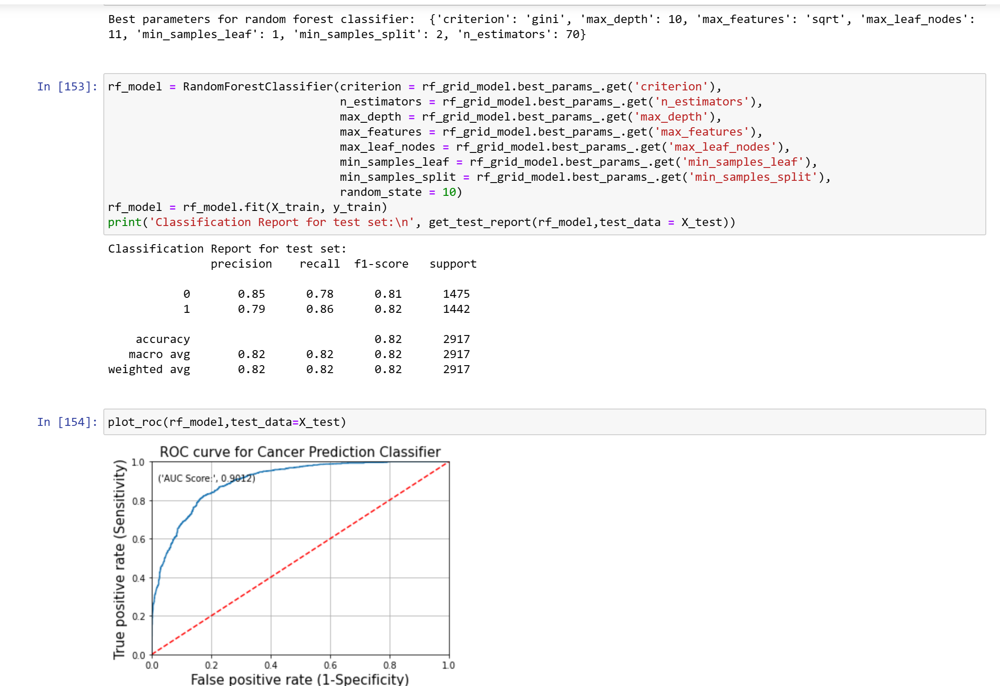 Best parameters for random forest classifier:  {'criterion': 'gini', 'max_depth': 10, 'max_features': 'sqrt', 'max_leaf_nodes':
11, 'min_samples_leaf': 1, 'min_samples_split': 2, 'n_estimators': 70}
In [153]: rf_model = RandomForestClassifier(criterion = rf_grid_model.best_params_.get('criterion'),
n_estimators = rf_grid_model.best_params_.get('n_estimators'),
max_depth = rf_grid_model.best_params_.get('max_depth'),
max_features = rf_grid_model.best_params_.get('max_features'),
max_leaf_nodes = rf_grid_model.best_params_.get('max_leaf_nodes'),
min_samples_leaf = rf_grid_model.best_params_.get('min_samples_leaf'),
min_samples_split = rf_grid_model.best_params_.get('min_samples_split'),
random_state = 10)
rf_model = rf_model.fit(X_train, y_train)
print('Classification Report for test set:\n', get_test_report(rf_model,test_data = X_test))
Classification Report for test set:
precision    recall  f1-score   support
0       0.85      0.78      0.81      1475
1       0.79      0.86      0.82      1442
accuracy                           0.82      2917
macro avg       0.82      0.82      0.82      2917
weighted avg       0.82      0.82      0.82      2917
In [154]: plot_roc(rf_model,test_data=X_test)
ROC curve for Cancer Prediction Classifier
('AUC Score:', 0.9012)
True positive rate (Sensitivity)
1.0
0.8
0.6
0.4
0.2
0.0
0.0 0.2 0.4 0.6 0.8 1.0
False positive rate (1-Specificity)